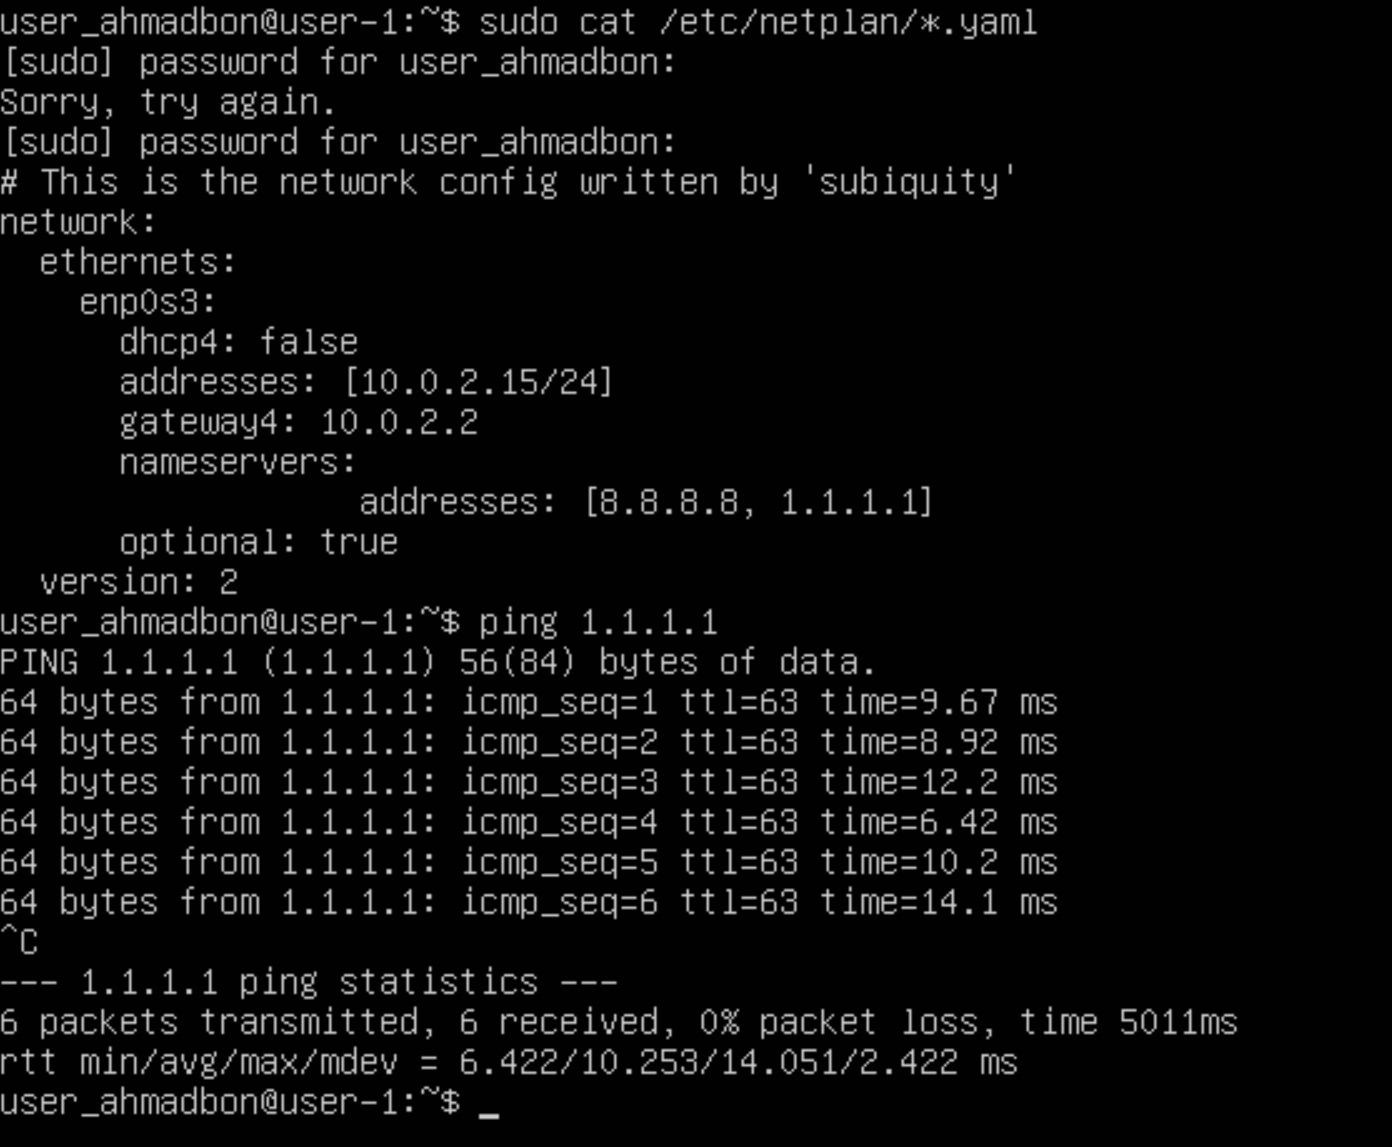 user_ahmadbon@user-1:~$ sudo cat /etc/netplan/*.yaml
[sudo] password for user_ahmadbon:
Sorry, try again.
[sudo] password for user_ahmadbon:
# This is the network config written by 'subiquity'
network:
  ethernets:
    enp0s3:
      dhcp4: false
      addresses: [10.0.2.15/24]
      gateway4: 10.0.2.2
      nameservers:
                  addresses: [8.8.8.8, 1.1.1.1]
      optional: true
  version: 2
user_ahmadbon@user-1:~$ ping 1.1.1.1
PING 1.1.1.1 (1.1.1.1) 56(84) bytes of data.
64 bytes from 1.1.1.1: icmp_seq=1 ttl=63 time=9.67 ms
64 bytes from 1.1.1.1: icmp_seq=2 ttl=63 time=8.92 ms
64 bytes from 1.1.1.1: icmp_seq=3 ttl=63 time=12.2 ms
64 bytes from 1.1.1.1: icmp_seq=4 ttl=63 time=6.42 ms
64 bytes from 1.1.1.1: icmp_seq=5 ttl=63 time=10.2 ms
64 bytes from 1.1.1.1: icmp_seq=6 ttl=63 time=14.1 ms
^C
--- 1.1.1.1 ping statistics ---
6 packets transmitted, 6 received, 0% packet loss, time 5011ms
rtt min/avg/max/mdev = 6.422/10.253/14.051/2.422 ms
user_ahmadbon@user-1:~$ _